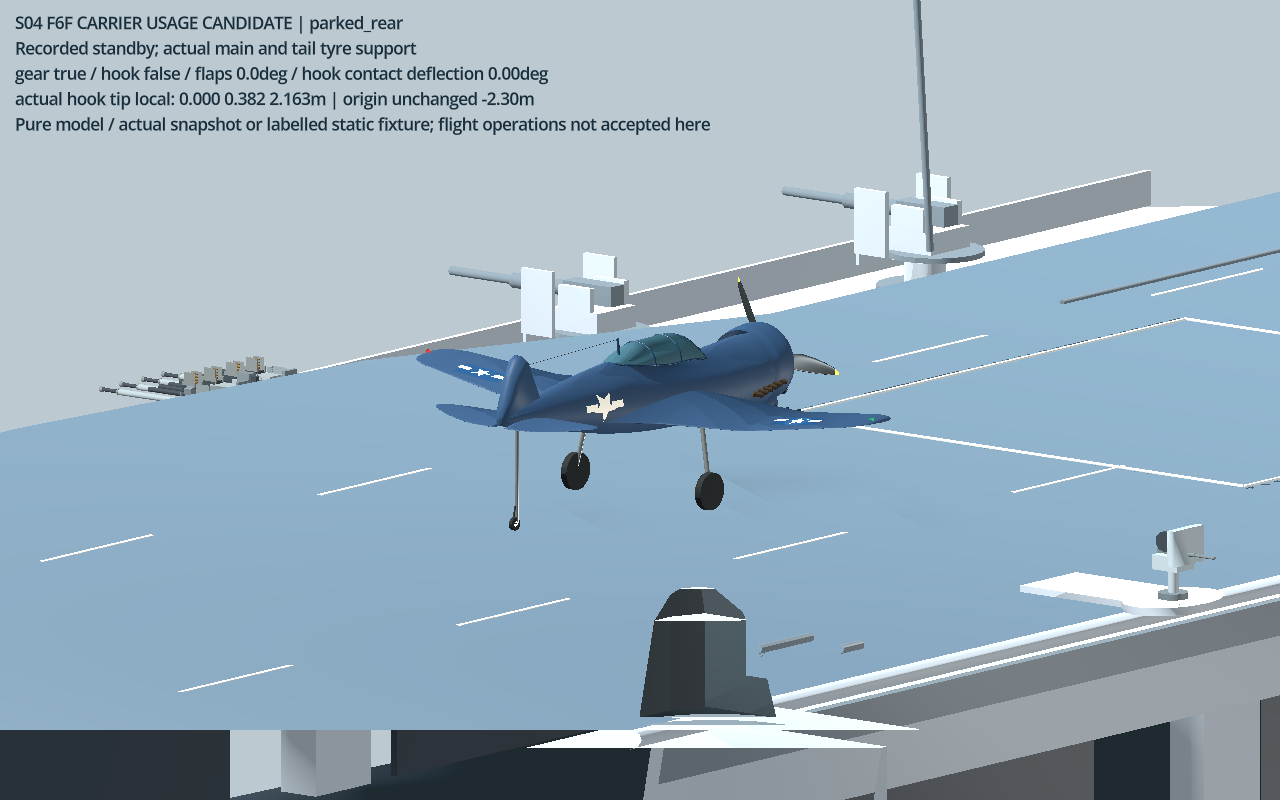 S04 F6F CARRIER USAGE CANDIDATE | parked_rear
Recorded standby; actual main and tail tyre support
gear true / hook false / flaps 0.0deg / hook contact deflection 0.00deg
actual hook tip local: 0.000 0.382 2.163m | origin unchanged -2.30m
Pure model / actual snapshot or labelled static fixture; flight operations not accepted here